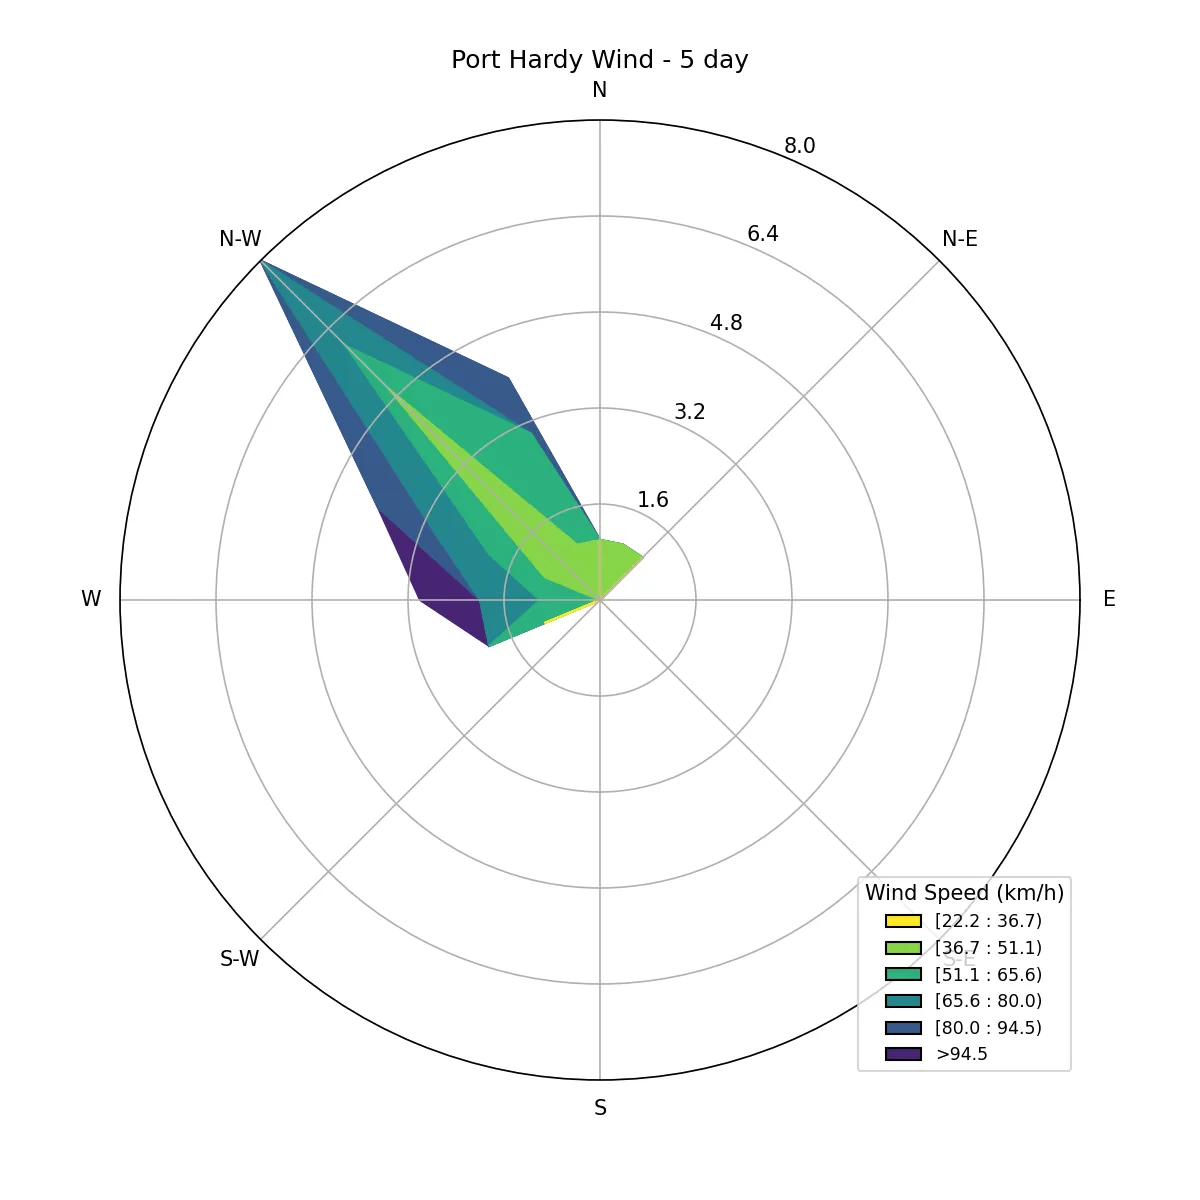 Port Hardy Wind - 5 day
N
8.0
N-W
N-E
6.4
4.8
3.2
1.6
W
E
S-W
S-E
S
Wind Speed (km/h)
[22.2 : 36.7)
[36.7 : 51.1)
[51.1 : 65.6)
[65.6 : 80.0)
[80.0 : 94.5)
>94.5